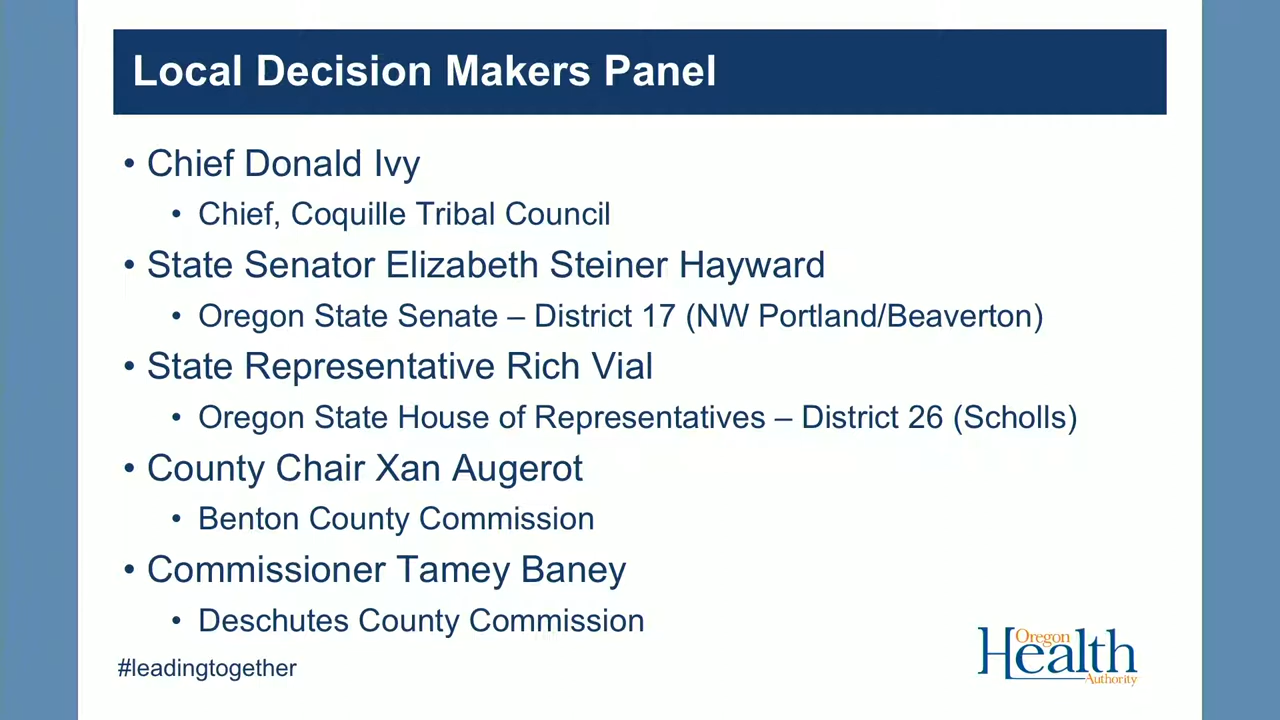 Local Decision Makers Panel
• Chief Donald Ivy
• Chief, Coquille Tribal Council
• State Senator Elizabeth Steiner Hayward
• Oregon State Senate – District 17 (NW Portland/Beaverton)
• State Representative Rich Vial
• Oregon State House of Representatives – District 26 (Scholls)
• County Chair Xan Augerot
• Benton County Commission
• Commissioner Tamey Baney
• Deschutes County Commission
#leadingtogether
Oregon
Health
Authority